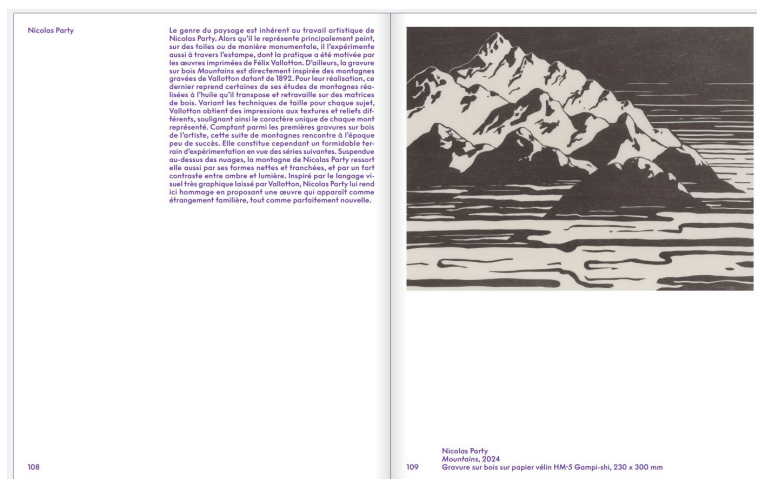 Nicolas Party
Le genre du paysage est inhérent au travail artistique de
Nicolas Party. Alors qu'il le représente principalement peint,
sur des toiles ou de manière monumentale, il l'expérimente
aussi à travers l'estampe, dont la pratique a été motivée par
les œuvres imprimées de Félix Vallotton. D'ailleurs, la gravure
sur bois Mountains est directement inspirée des montagnes
gravées de Vallotton datant de 1892. Pour leur réalisation, ce
dernier reprend certaines de ses études de montagnes réa-
lisées à l'huile qu'il transpose et retravaille sur des matrices
de bois. Variant les techniques de taille pour chaque sujet,
Vallotton obtient des impressions aux textures et reliefs dif-
férents, soulignant ainsi le caractère unique de chaque mont
représenté. Comptant parmi les premières gravures sur bois
de l'artiste, cette suite de montagnes rencontre à l'époque
peu de succès. Elle constitue cependant un formidable ter-
rain d'expérimentation en vue des séries suivantes. Suspendue
au-dessus des nuages, la montagne de Nicolas Party ressort
elle aussi par ses formes nettes et tranchées, et par un fort
contraste entre ombre et lumière. Inspiré par le langage vi-
suel très graphique laissé par Vallotton, Nicolas Party lui rend
ici hommage en proposant une œuvre qui apparaît comme
étrangement familière, tout comme parfaitement nouvelle.
108
Nicolas Party
Mountains, 2024
109 Gravure sur bois sur papier vélin HM-5 Gampi-shi, 230 x 300 mm